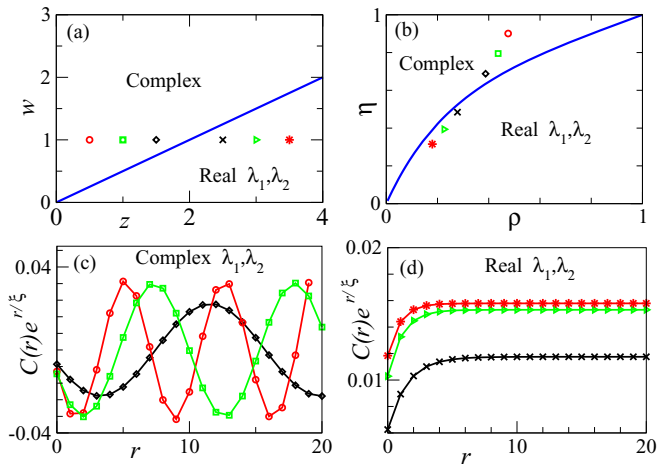 (a)
Complex
Real λ₁,λ₂
w
3
2
1
0
0
2
4
z
(b)
Complex
Real λ₁,λ₂
η
1
0
0
1
ρ
(c)
Complex λ₁,λ₂
C(r)e^{r/ξ}
0.04
-0.04
0
5
10
15
20
r
(d)
Real λ₁,λ₂
C(r)e^{r/ξ}
0.02
0.01
0
5
10
15
20
r